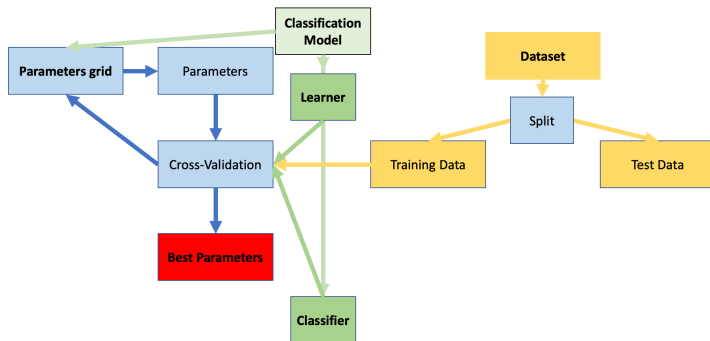 Classification
Model
Parameters grid
Parameters
Dataset
Learner
Split
Cross-Validation
Training Data
Test Data
Best Parameters
Classifier